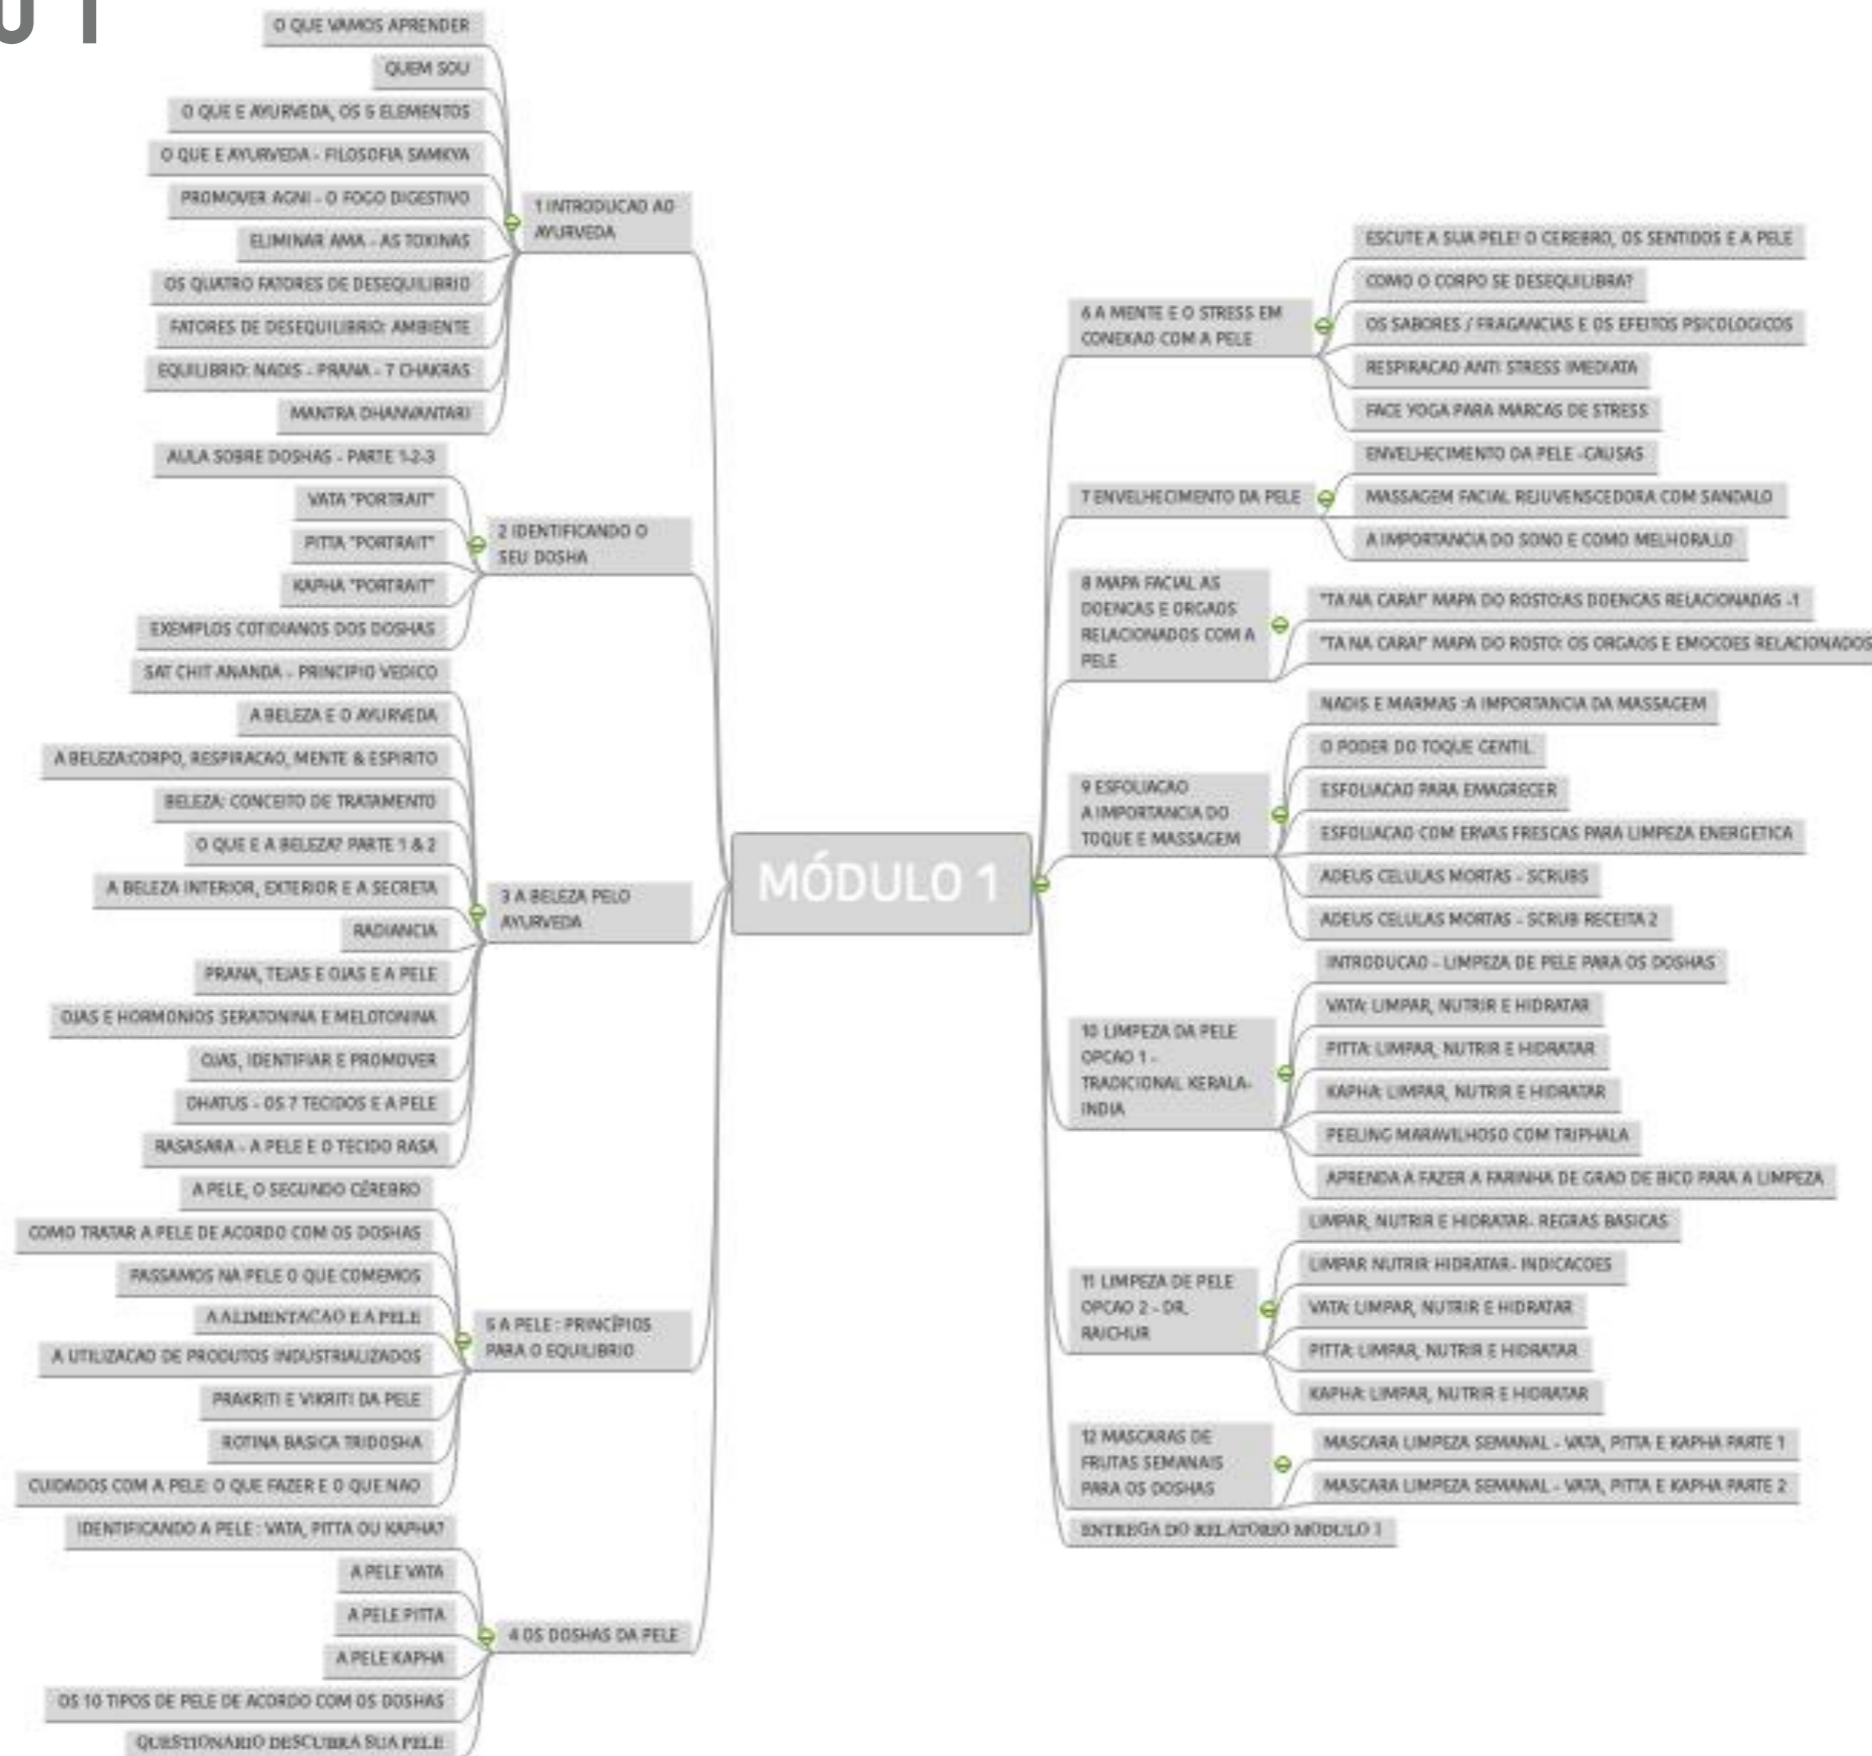 O QUE VAMOS APRENDER
QUEM SOU
O QUE E AYURVEDA, OS 5 ELEMENTOS
O QUE E AYURVEDA - FILOSOFIA SAMKYA
PROMOVER AGNI - O FOGO DIGESTIVO
ELIMINAR AMA - AS TOXINAS
OS QUATRO FATORES DE DESEQUILIBRIO
FATORES DE DESEQUILIBRIO: AMBIENTE
EQUILIBRIO: NADIS - PRANA - 7 CHAKRAS
MANTRA DHANVANTARI
1 INTRODUCAO AO
AYURVEDA
AULA SOBRE DOSHAS - PARTE 1-2-3
VATA "PORTRAIT"
PITTA "PORTRAIT"
KAPHA "PORTRAIT"
EXEMPLOS COTIDIANOS DOS DOSHAS
2 IDENTIFICANDO O
SEU DOSHA
SAT CHIT ANANDA - PRINCIPIO VEDICO
A BELEZA E O AYURVEDA
A BELEZA:CORPO, RESPIRACAO, MENTE & ESPIRITO
BELEZA: CONCEITO DE TRATAMENTO
O QUE E A BELEZA? PARTE 1 & 2
A BELEZA INTERIOR, EXTERIOR E A SECRETA
RADIANCIA
PRANA, TEJAS E OJAS E A PELE
OJAS E HORMONIOS SERATONINA E MELOTONINA
OJAS, IDENTIFIAR E PROMOVER
DHATUS - OS 7 TECIDOS E A PELE
RASASARA - A PELE E O TECIDO RASA
3 A BELEZA PELO
AYURVEDA
A PELE, O SEGUNDO CÉREBRO
COMO TRATAR A PELE DE ACORDO COM OS DOSHAS
PASSAMOS NA PELE O QUE COMEMOS
A ALIMENTACAO E A PELE
A UTILIZACAO DE PRODUTOS INDUSTRIALIZADOS
PRAKRITI E VIKRITI DA PELE
ROTINA BASICA TRIDOSHA
CUIDADOS COM A PELE: O QUE FAZER E O QUE NAO
5 A PELE : PRINCÍPIOS
PARA O EQUILIBRIO
IDENTIFICANDO A PELE : VATA, PITTA OU KAPHA?
A PELE VATA
A PELE PITTA
A PELE KAPHA
OS 10 TIPOS DE PELE DE ACORDO COM OS DOSHAS
QUESTIONARIO DESCUBRA SUA PELE
4 OS DOSHAS DA PELE
MÓDULO 1
6 A MENTE E O STRESS EM
CONEXAO COM A PELE
ESCUTE A SUA PELE! O CEREBRO, OS SENTIDOS E A PELE
COMO O CORPO SE DESEQUILIBRA?
OS SABORES / FRAGANCIAS E OS EFEITOS PSICOLOGICOS
RESPIRACAO ANTI STRESS IMEDIATA
FACE YOGA PARA MARCAS DE STRESS
7 ENVELHECIMENTO DA PELE
ENVELHECIMENTO DA PELE -CAUSAS
MASSAGEM FACIAL REJUVENSCEDORA COM SANDALO
A IMPORTANCIA DO SONO E COMO MELHORA,LO
8 MAPA FACIAL AS
DOENCAS E ORGAOS
RELACIONADOS COM A
PELE
"TA NA CARA!" MAPA DO ROSTO:AS DOENCAS RELACIONADAS -1
"TA NA CARA!" MAPA DO ROSTO: OS ORGAOS E EMOCOES RELACIONADOS
9 ESFOLIACAO
A IMPORTANCIA DO
TOQUE E MASSAGEM
NADIS E MARMAS :A IMPORTANCIA DA MASSAGEM
O PODER DO TOQUE GENTIL
ESFOLIACAO PARA EMAGRECER
ESFOLIACAO COM ERVAS FRESCAS PARA LIMPEZA ENERGETICA
ADEUS CELULAS MORTAS - SCRUBS
ADEUS CELULAS MORTAS - SCRUB RECEITA 2
10 LIMPEZA DA PELE
OPCAO 1 -
TRADICIONAL KERALA-
INDIA
INTRODUCAO - LIMPEZA DE PELE PARA OS DOSHAS
VATA: LIMPAR, NUTRIR E HIDRATAR
PITTA: LIMPAR, NUTRIR E HIDRATAR
KAPHA: LIMPAR, NUTRIR E HIDRATAR
PEELING MARAVILHOSO COM TRIPHALA
APRENDA A FAZER A FARINHA DE GRAO DE BICO PARA A LIMPEZA
11 LIMPEZA DE PELE
OPCAO 2 - DR.
RAICHUR
LIMPAR, NUTRIR E HIDRATAR- REGRAS BASICAS
LIMPAR NUTRIR HIDRATAR- INDICACOES
VATA: LIMPAR, NUTRIR E HIDRATAR
PITTA: LIMPAR, NUTRIR E HIDRATAR
KAPHA: LIMPAR, NUTRIR E HIDRATAR
12 MASCARAS DE
FRUTAS SEMANAIS
PARA OS DOSHAS
MASCARA LIMPEZA SEMANAL - VATA, PITTA E KAPHA PARTE 1
MASCARA LIMPEZA SEMANAL - VATA, PITTA E KAPHA PARTE 2
ENTREGA DO RELATORIO MODULO 1